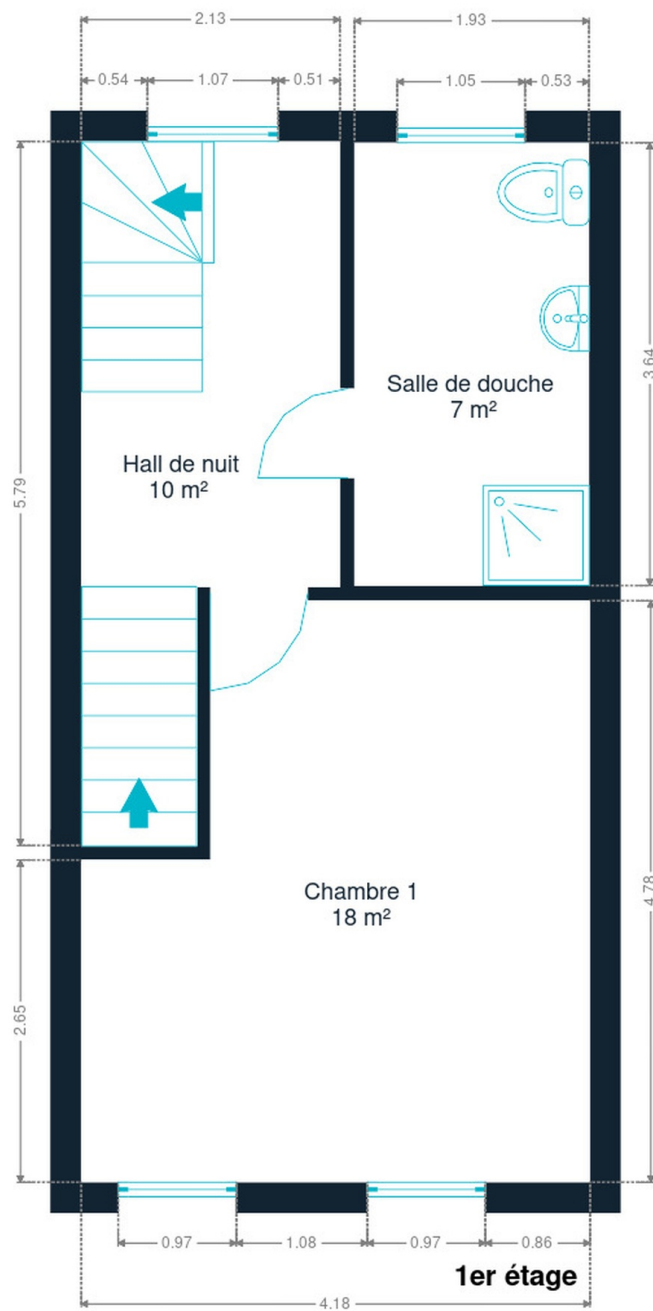 2.13
1.93
0.54
1.07
0.51
1.05
0.53
Salle de douche
7 m²
3.64
Hall de nuit
10 m²
5.79
Chambre 1
18 m²
4.78
2.65
0.97
1.08
0.97
0.86
1er étage
4.18